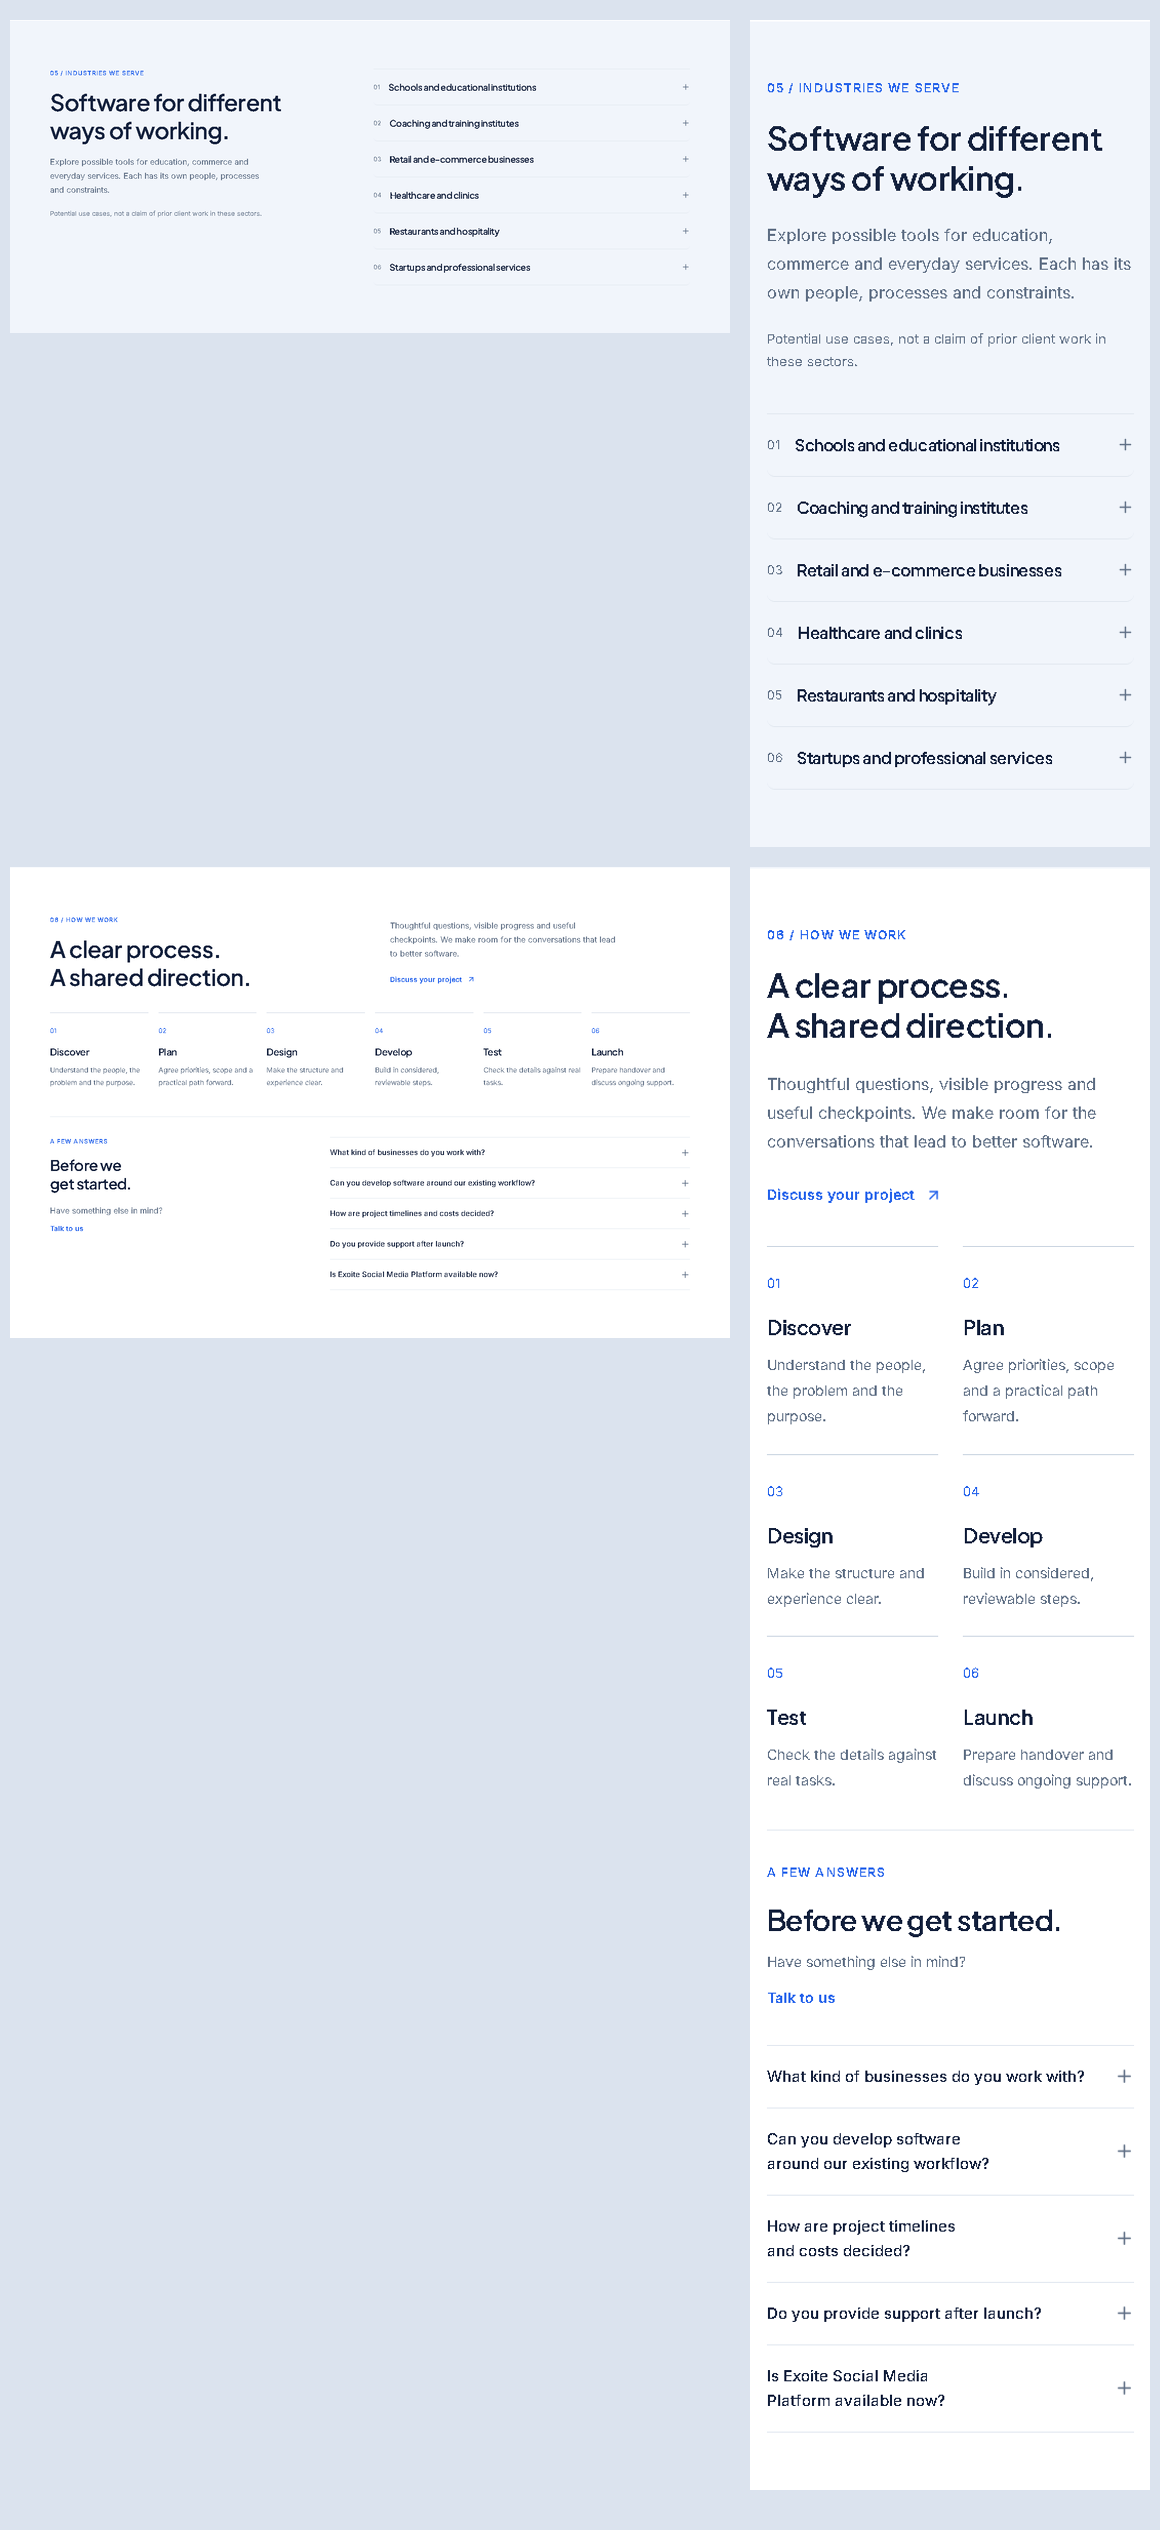 05 / INDUSTRIES WE SERVE
Software for different
ways of working.
Explore possible tools for education, commerce and
everyday services. Each has its own people, processes
and constraints.
Potential use cases, not a claim of prior client work in these sectors.
01 Schools and educational institutions +
02 Coaching and training institutes +
03 Retail and e-commerce businesses +
04 Healthcare and clinics +
05 Restaurants and hospitality +
06 Startups and professional services +
05 / INDUSTRIES WE SERVE
Software for different
ways of working.
Explore possible tools for education,
commerce and everyday services. Each has its
own people, processes and constraints.
Potential use cases, not a claim of prior client work in
these sectors.
01 Schools and educational institutions +
02 Coaching and training institutes +
03 Retail and e-commerce businesses +
04 Healthcare and clinics +
05 Restaurants and hospitality +
06 Startups and professional services +
06 / HOW WE WORK
A clear process.
A shared direction.
Thoughtful questions, visible progress and useful
checkpoints. We make room for the conversations that lead
to better software.
Discuss your project ↗
01
Discover
Understand the people, the
problem and the purpose.
02
Plan
Agree priorities, scope and a
practical path forward.
03
Design
Make the structure and
experience clear.
04
Develop
Build in considered,
reviewable steps.
05
Test
Check the details against real
tasks.
06
Launch
Prepare handover and
discuss ongoing support.
A FEW ANSWERS
Before we
get started.
Have something else in mind?
Talk to us
What kind of businesses do you work with? +
Can you develop software around our existing workflow? +
How are project timelines and costs decided? +
Do you provide support after launch? +
Is Exoite Social Media Platform available now? +
06 / HOW WE WORK
A clear process.
A shared direction.
Thoughtful questions, visible progress and
useful checkpoints. We make room for the
conversations that lead to better software.
Discuss your project ↗
01
Discover
Understand the people,
the problem and the
purpose.
02
Plan
Agree priorities, scope
and a practical path
forward.
03
Design
Make the structure and
experience clear.
04
Develop
Build in considered,
reviewable steps.
05
Test
Check the details against
real tasks.
06
Launch
Prepare handover and
discuss ongoing support.
A FEW ANSWERS
Before we get started.
Have something else in mind?
Talk to us
What kind of businesses do you work with? +
Can you develop software
around our existing workflow? +
How are project timelines
and costs decided? +
Do you provide support after launch? +
Is Exoite Social Media
Platform available now? +